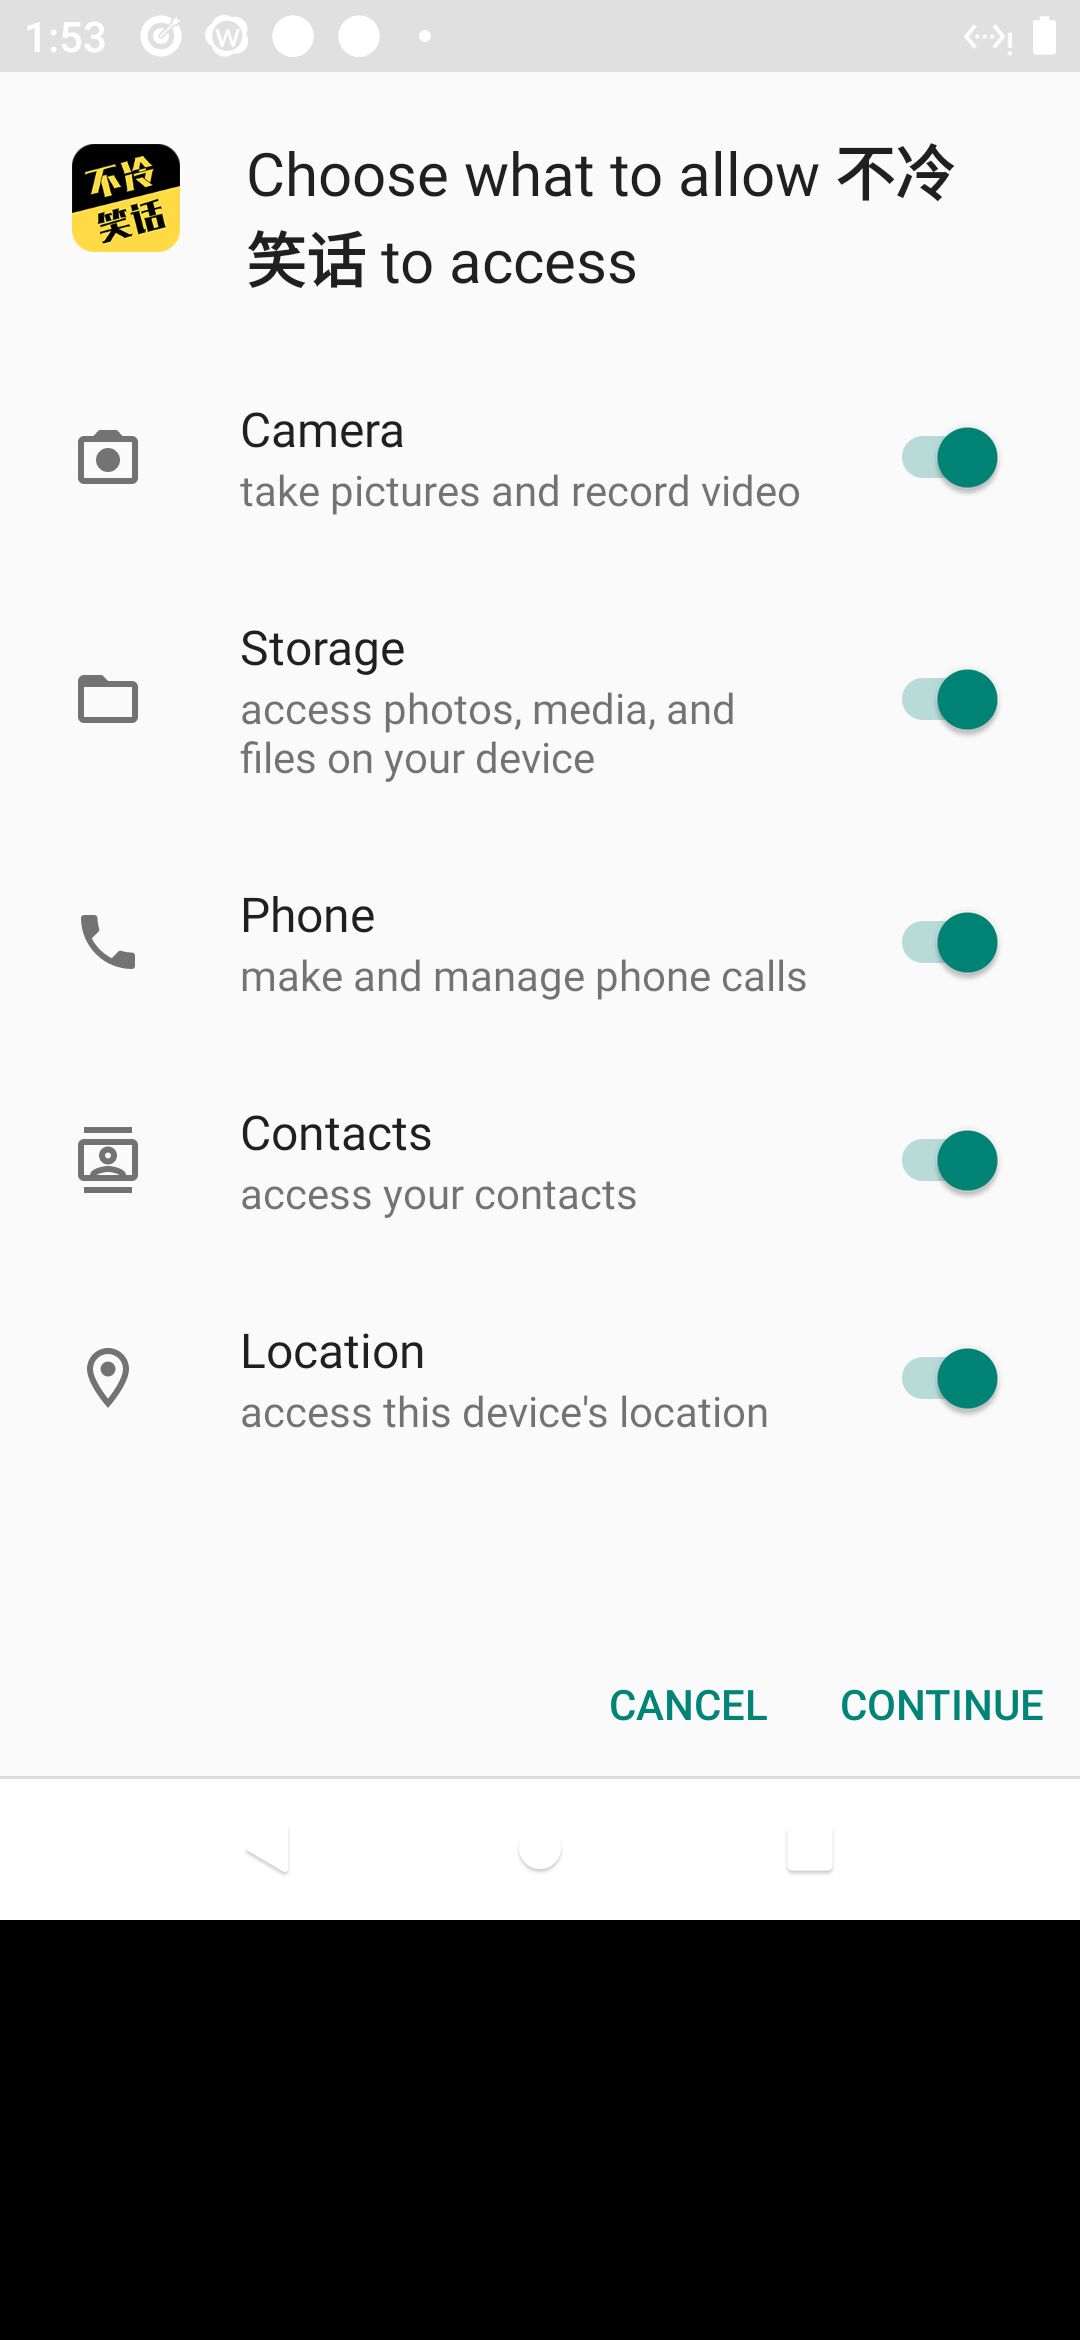 1:53
W
不冷
笑话
Choose what to allow 不冷
笑话 to access
Camera
take pictures and record video
Storage
access photos, media, and
files on your device
Phone
make and manage phone calls
Contacts
access your contacts
Location
access this device's location
CANCEL
CONTINUE